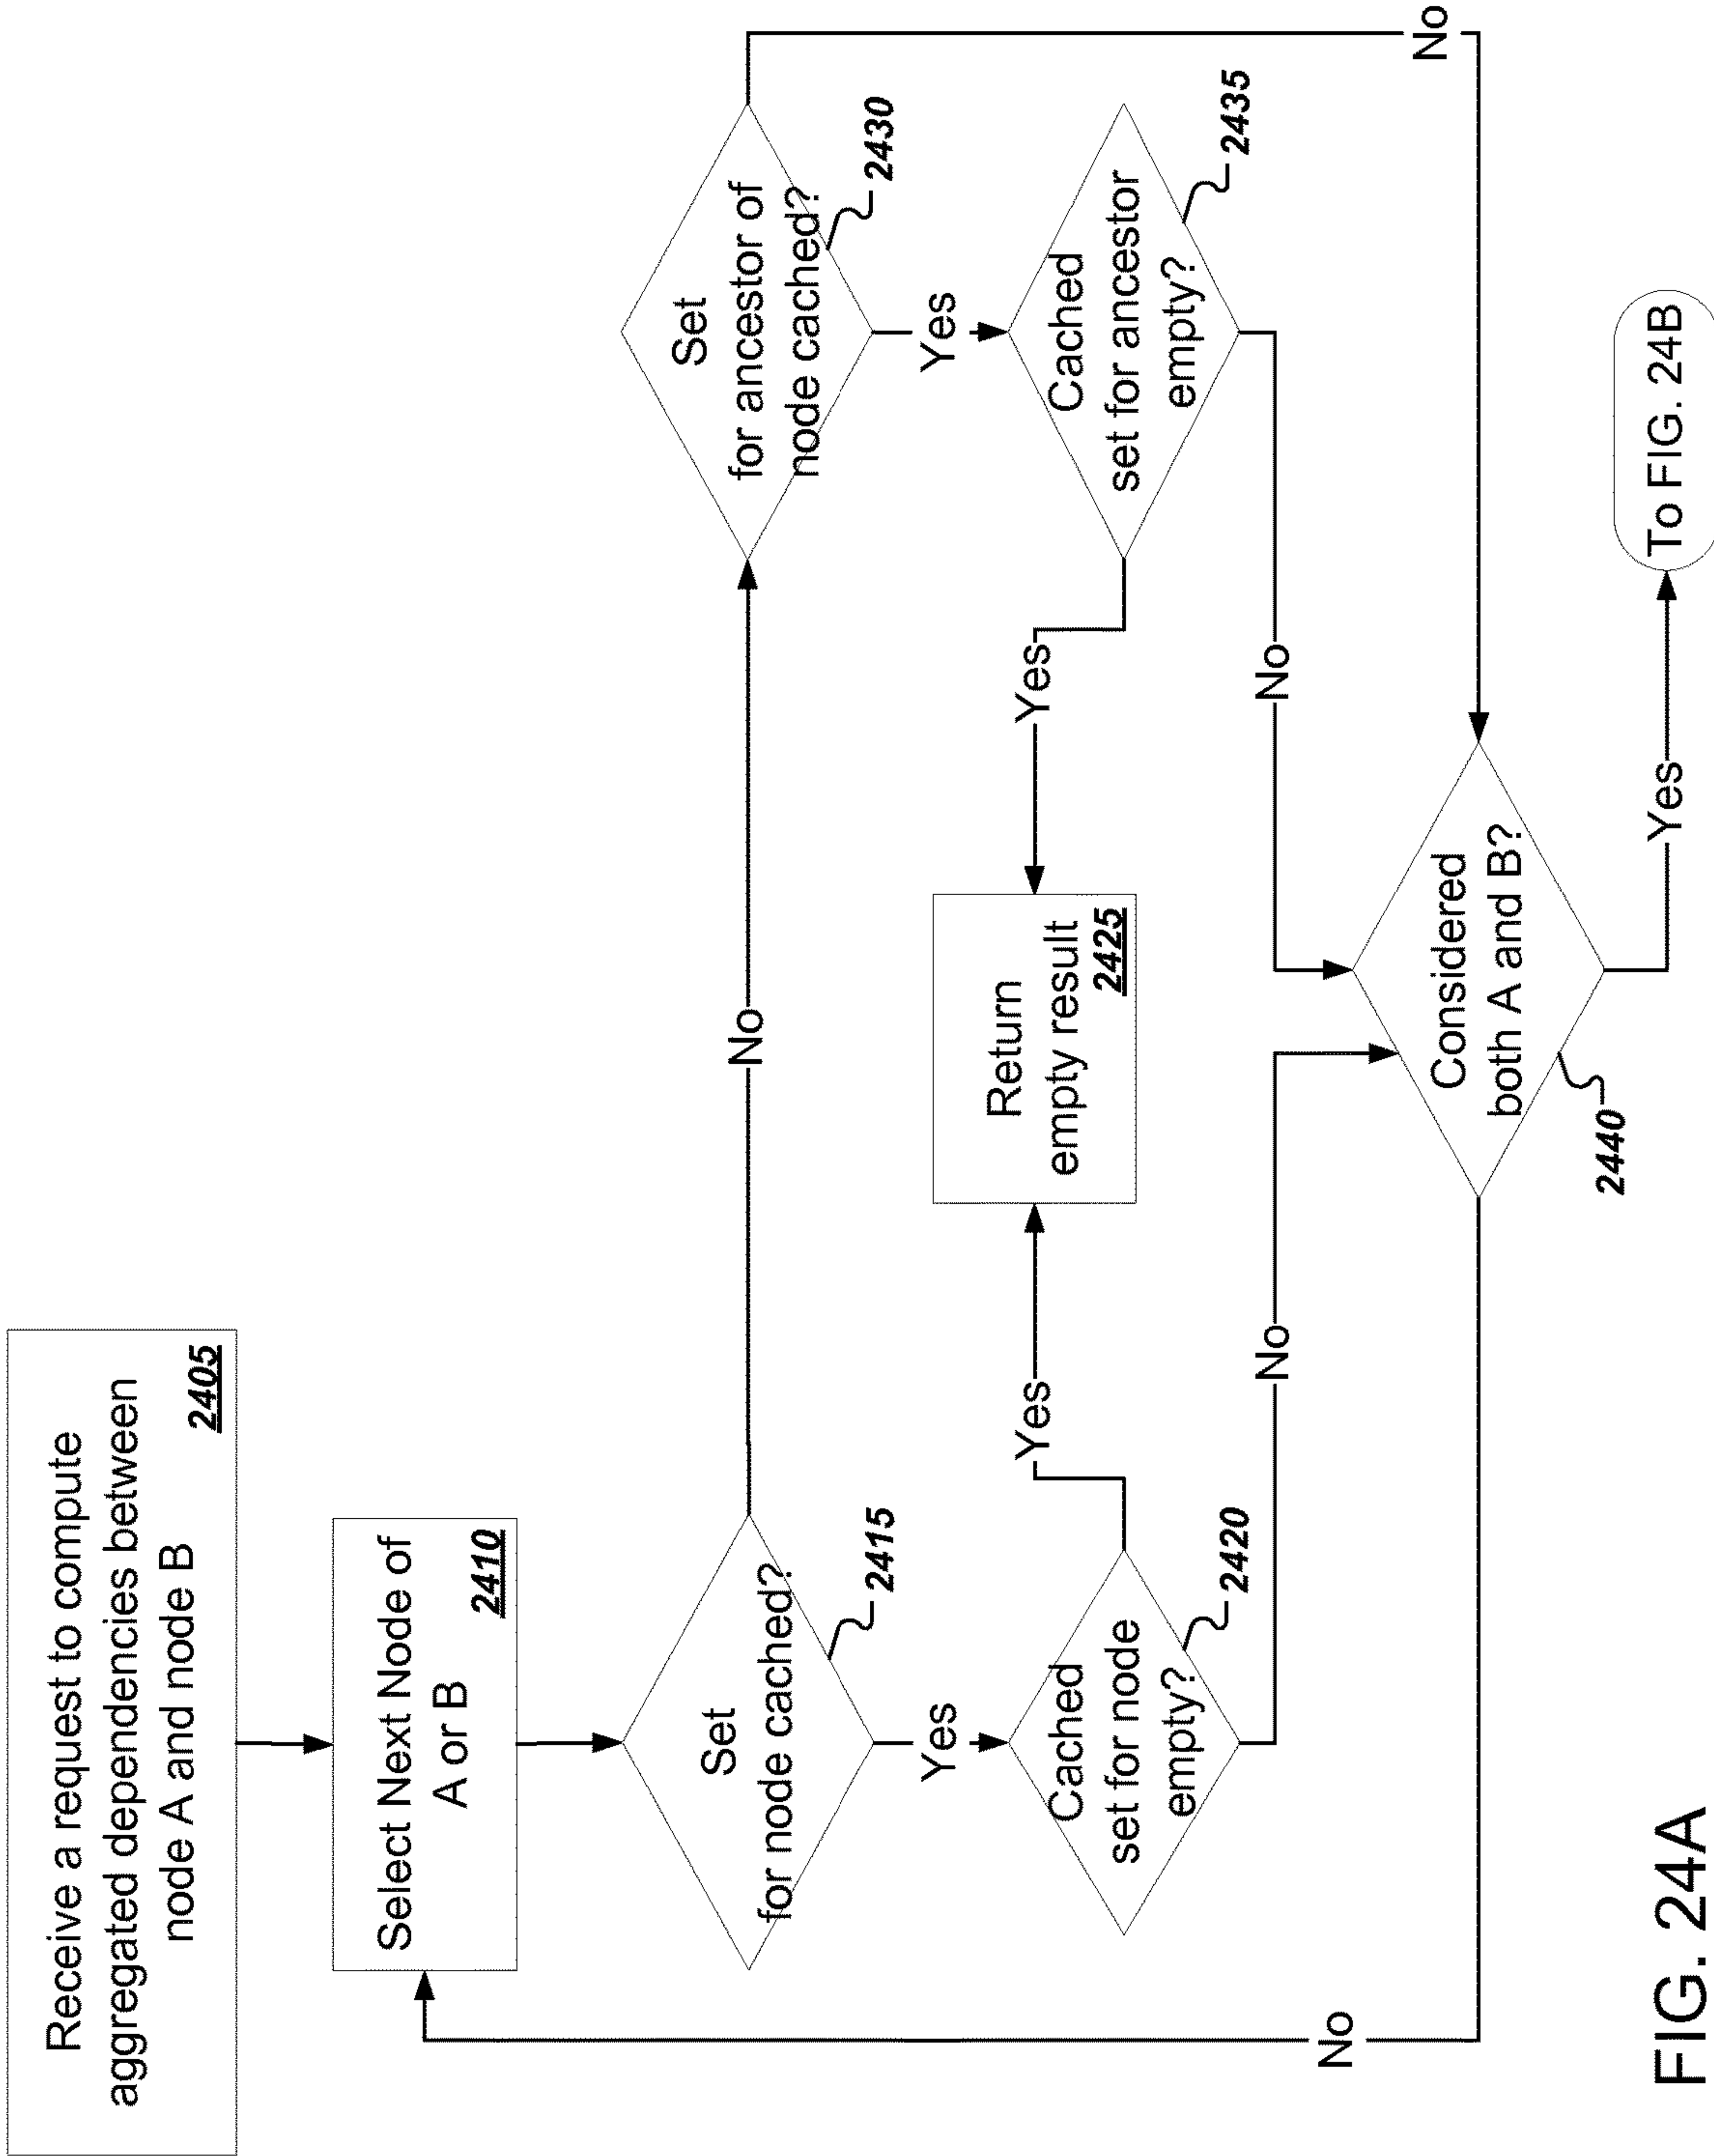 Receive a request to compute
aggregated dependencies between
node A and node B
2405
Select Next Node of
A or B
2410
Set
for node cached?
2415
No
Set
for ancestor of
node cached?
2430
Yes
Yes
Cached
set for node
empty?
2420
Yes
Return
empty result
2425
Yes
Cached
set for ancestor
empty?
2435
No
No
No
No
Considered
both A and B?
2440
Yes
To FIG. 24B
FIG. 24A